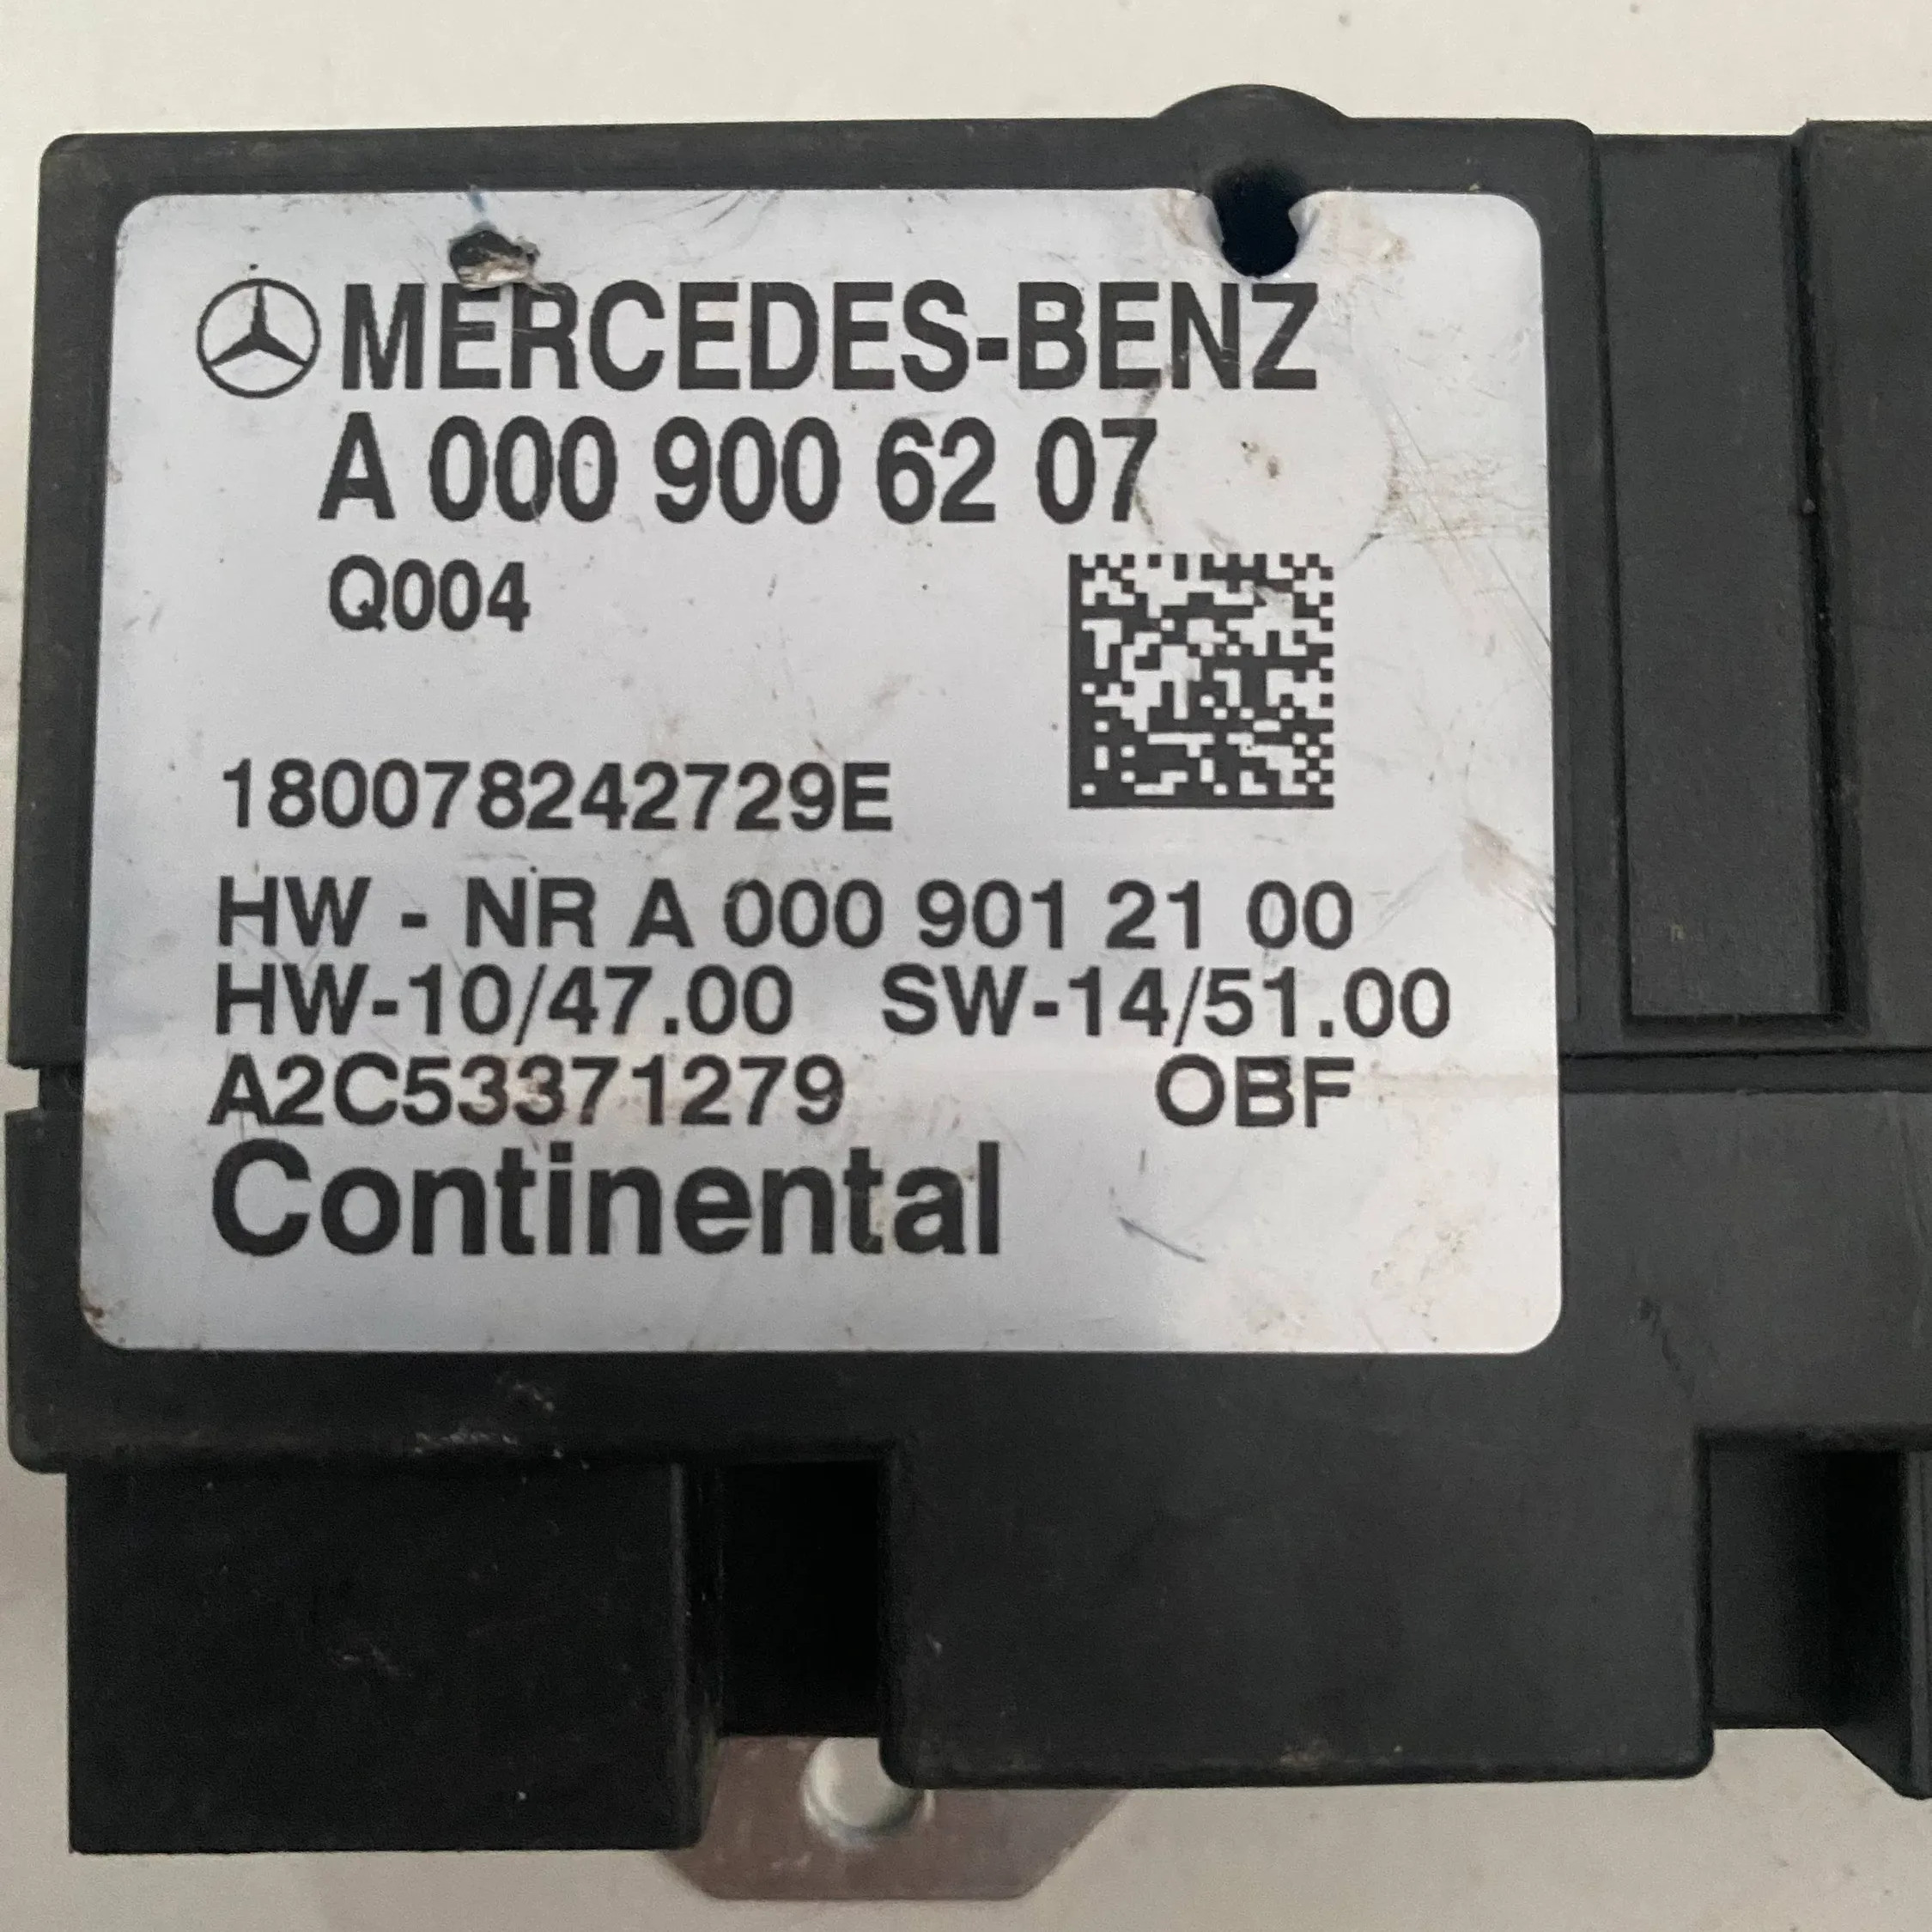 MERCEDES-BENZ
A 000 900 62 07
Q004
180078242729E
HW - NR A 000 901 21 00
HW-10/47.00 SW-14/51.00
A2C53371279 OBF
Continental